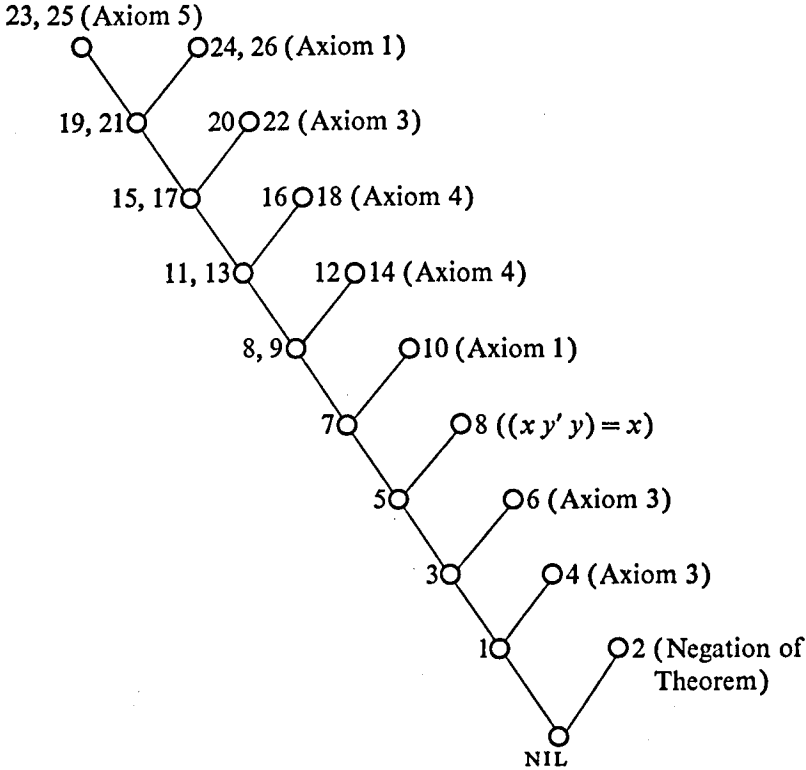 23, 25 (Axiom 5)
24, 26 (Axiom 1)
19, 21
20 22 (Axiom 3)
15, 17
16 18 (Axiom 4)
11, 13
12 14 (Axiom 4)
8, 9
10 (Axiom 1)
7
8 ((x y′ y) = x)
5
6 (Axiom 3)
3
4 (Axiom 3)
1
2 (Negation of
Theorem)
NIL